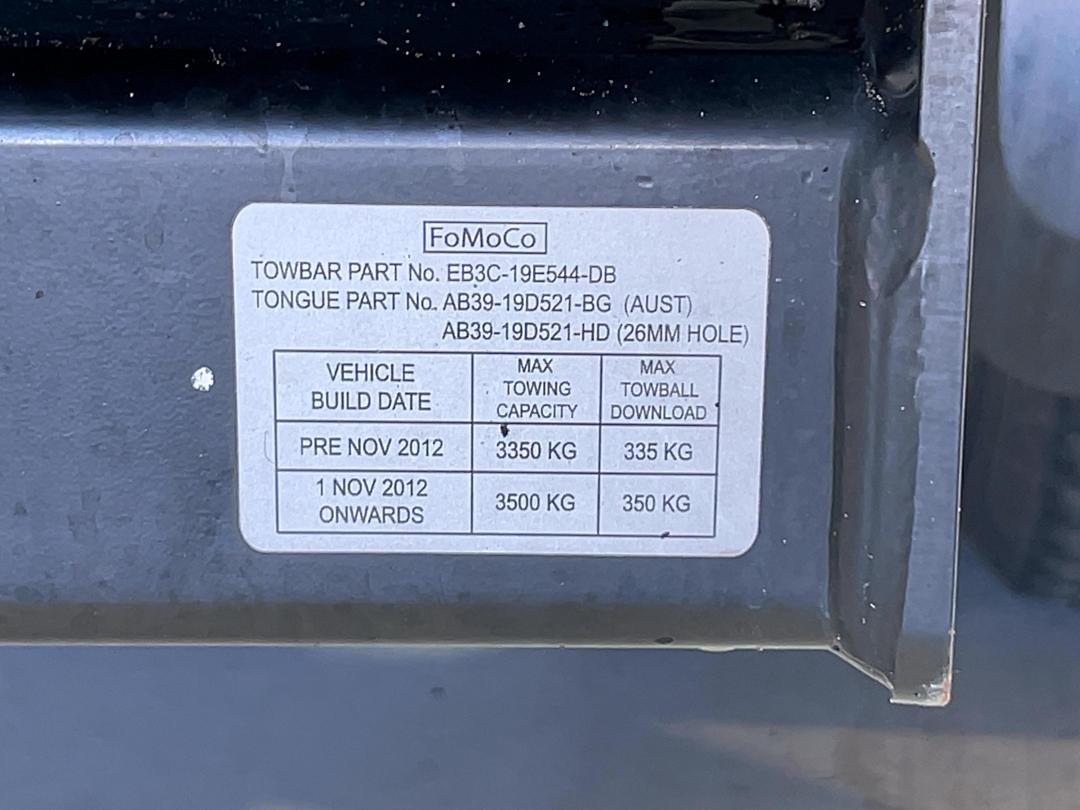 FoMoCo
TOWBAR PART No. EB3C-19E544-DB
TONGUE PART No. AB39-19D521-BG (AUST)
AB39-19D521-HD (26MM HOLE)
VEHICLE BUILD DATE
MAX TOWING CAPACITY
MAX TOWBALL DOWNLOAD
PRE NOV 2012
3350 KG
335 KG
1 NOV 2012 ONWARDS
3500 KG
350 KG